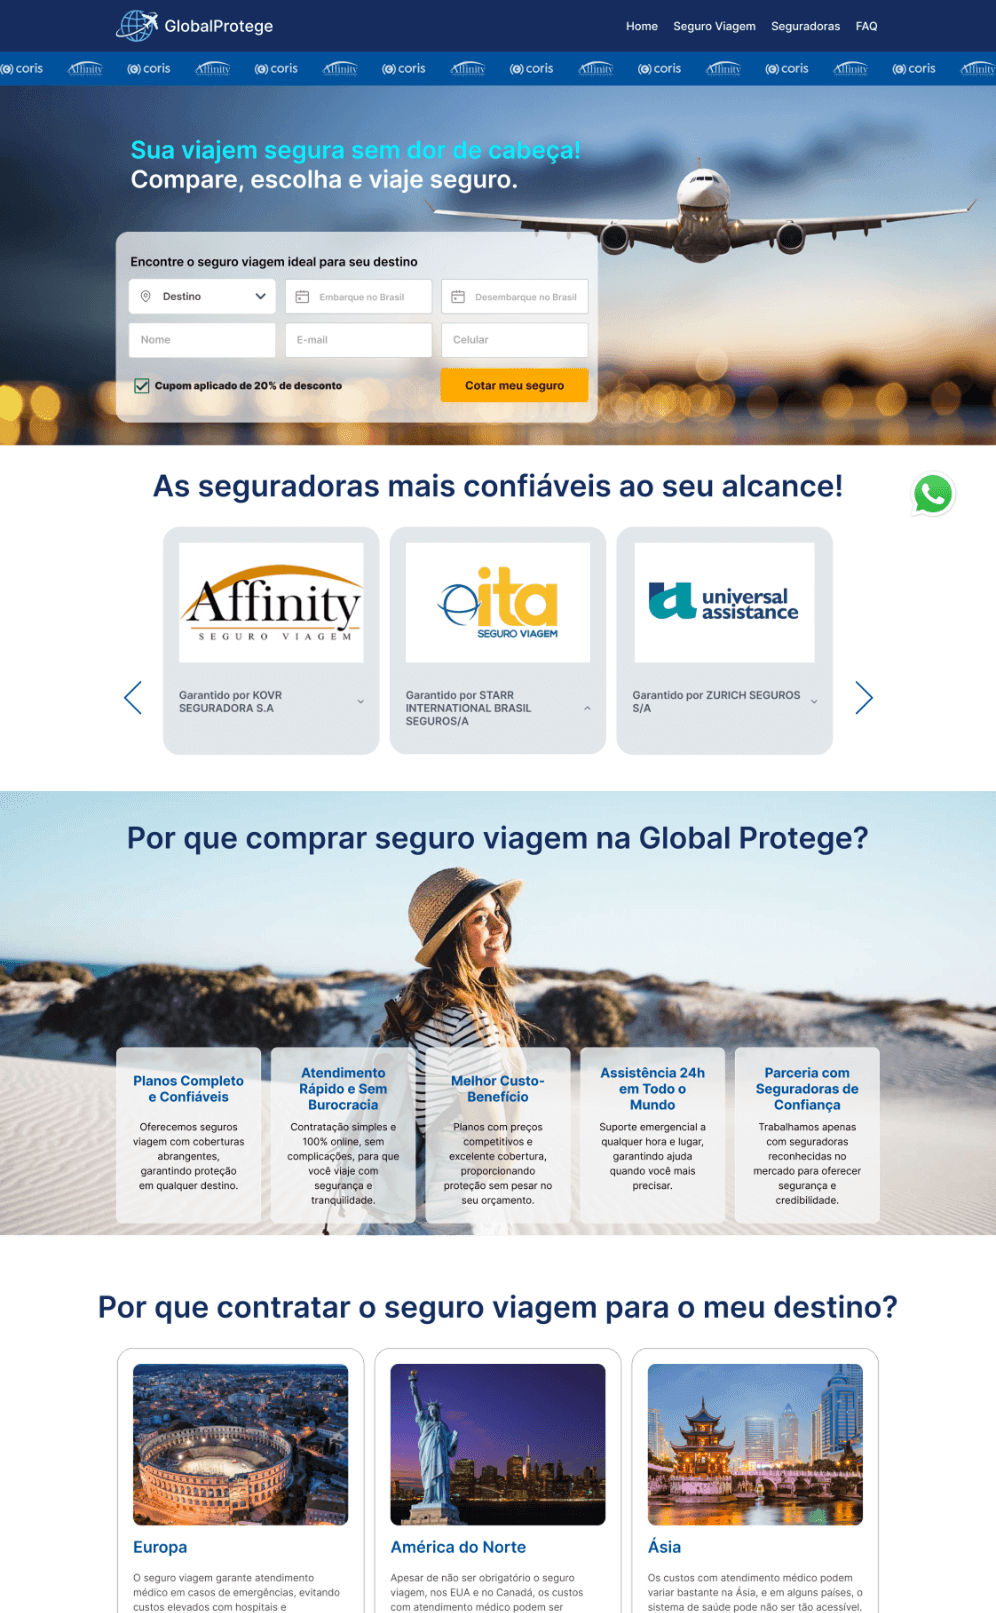 GlobalProtege
Home Seguro Viagem Seguradoras FAQ
coris Affinity coris Affinity coris Affinity coris Affinity coris Affinity coris Affinity coris Affinity coris Affinity
Sua viajem segura sem dor de cabeça!
Compare, escolha e viaje seguro.
Encontre o seguro viagem ideal para seu destino
Destino Embarque no Brasil Desembarque no Brasil
Nome E-mail Celular
Cupom aplicado de 20% de desconto Cotar meu seguro
As seguradoras mais confiáveis ao seu alcance!
Affinity
SEGURO VIAGEM
Garantido por KOVR
SEGURADORA S.A
ita
SEGURO VIAGEM
Garantido por STARR
INTERNATIONAL BRASIL
SEGUROS/A
universal
assistance
Garantido por ZURICH SEGUROS
S/A
Por que comprar seguro viagem na Global Protege?
Planos Completo
e Confiáveis
Oferecemos seguros
viagem com coberturas
abrangentes,
garantindo proteção
em qualquer destino.
Atendimento
Rápido e Sem
Burocracia
Contratação simples e
100% online, sem
complicações, para que
você viaje com
segurança e
tranquilidade.
Melhor Custo-
Benefício
Planos com preços
competitivos e
excelente cobertura,
proporcionando
proteção sem pesar no
seu orçamento.
Assistência 24h
em Todo o
Mundo
Suporte emergencial a
qualquer hora e lugar,
garantindo ajuda
quando você mais
precisar.
Parceria com
Seguradoras de
Confiança
Trabalhamos apenas
com seguradoras
reconhecidas no
mercado para oferecer
segurança e
credibilidade.
Por que contratar o seguro viagem para o meu destino?
Europa
O seguro viagem garante atendimento
médico em casos de emergências, evitando
custos elevados com hospitais e
América do Norte
Apesar de não ser obrigatório o seguro
viagem, nos EUA e no Canadá, os custos
com atendimento médico podem ser
Ásia
Os custos com atendimento médico podem
variar bastante na Ásia, e em alguns países, o
sistema de saúde pode não ser tão acessível.